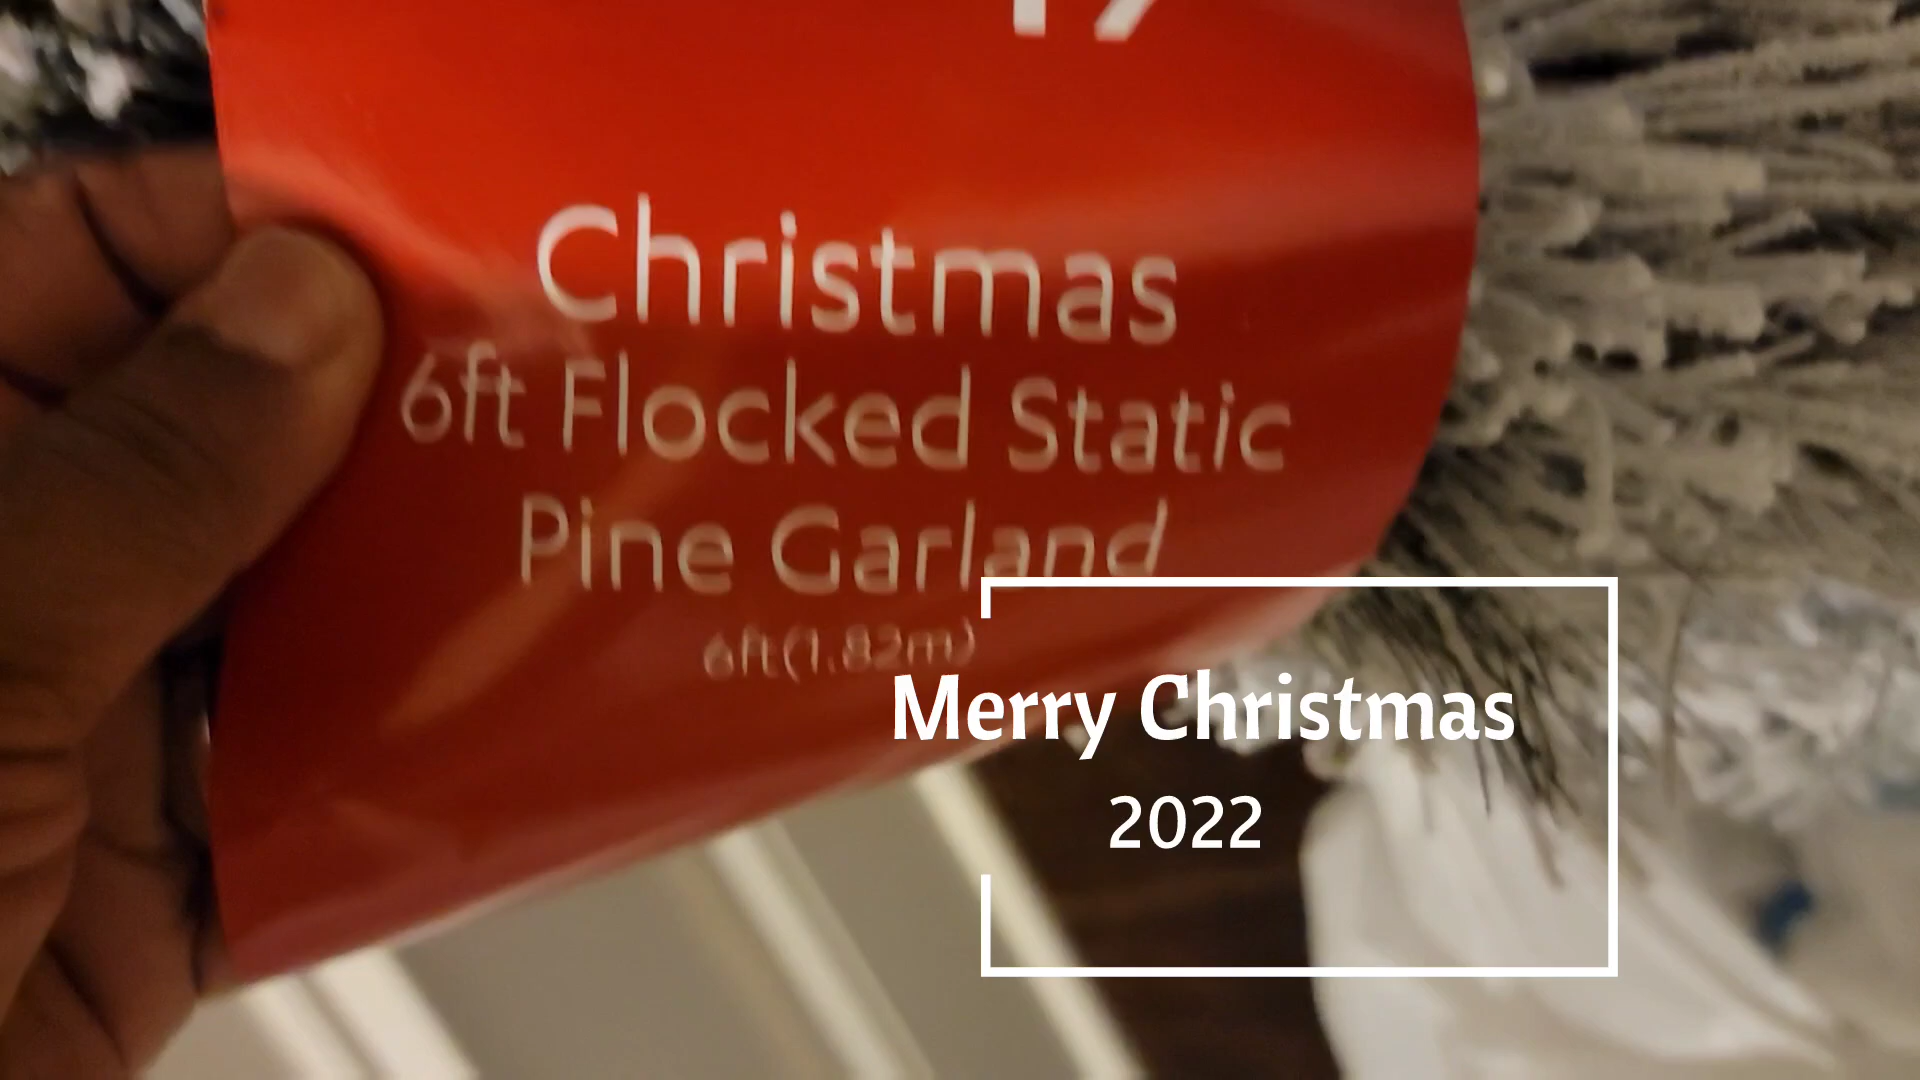 Christmas
6ft Flocked Static
Pine Garland
6ft(1.82m)
Merry Christmas
2022